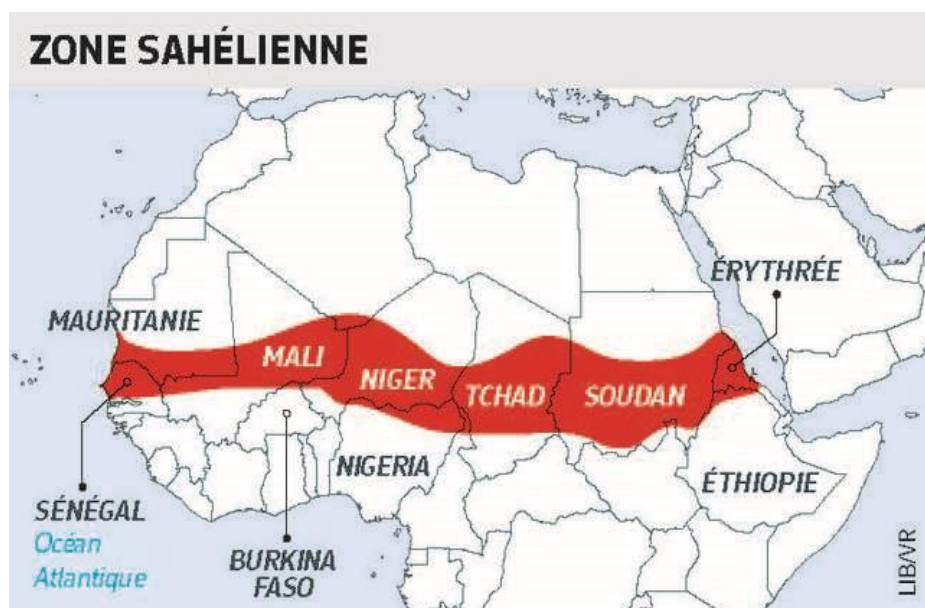 ZONE SAHÉLIENNE
ÉRYTHRÉE
MAURITANIE
MALI
NIGER
TCHAD
SOUDAN
NIGERIA
ÉTHIOPIE
SÉNÉGAL
Océan
Atlantique
BURKINA
FASO
LIB/VR